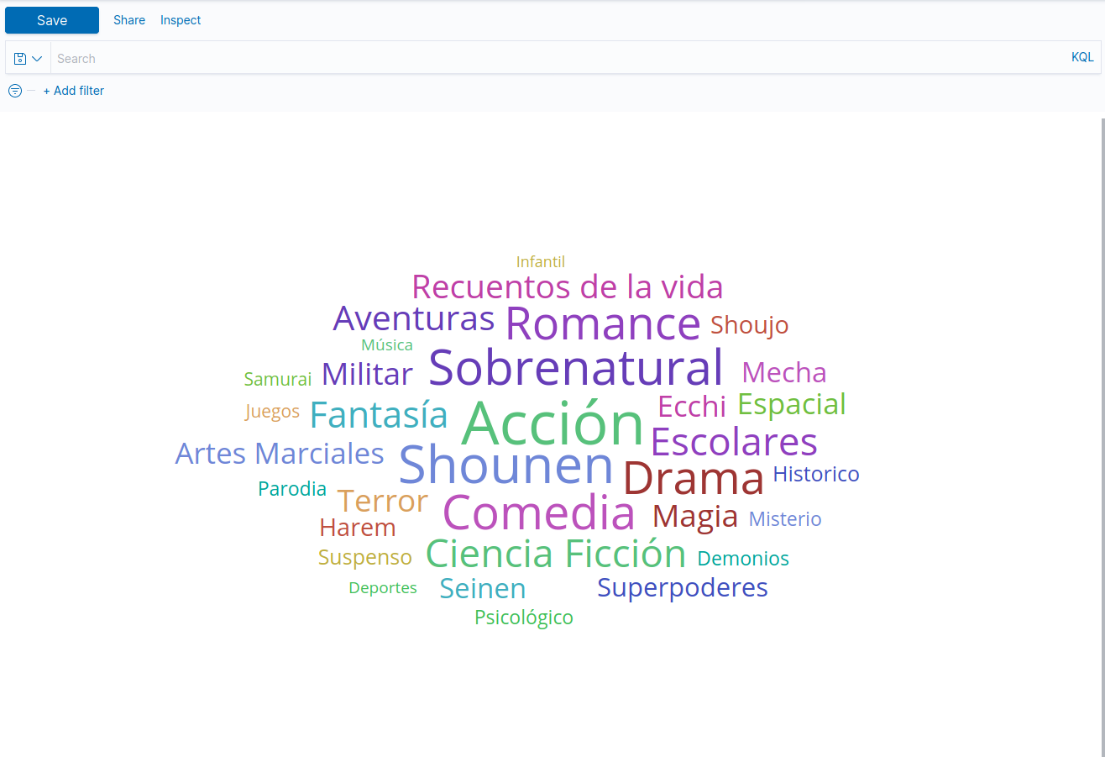 Save Share Inspect
Search KQL
+ Add filter
Infantil
Recuentos de la vida
Aventuras Romance Shoujo
Música
Samurai Militar Sobrenatural Mecha
Juegos Fantasía Acción Ecchi Espacial
Artes Marciales Shounen Escolares
Parodia Terror Drama Historico
Harem Comedia Magia Misterio
Suspenso Ciencia Ficción Demonios
Deportes Seinen Superpoderes
Psicológico